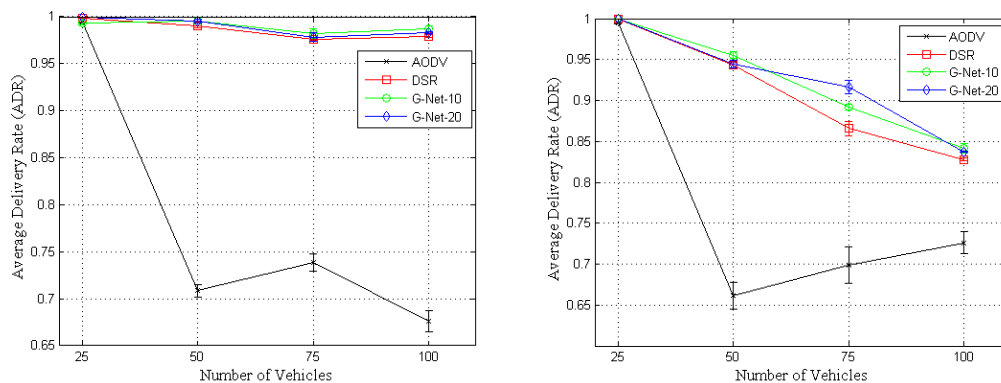 1
0.95
0.9
0.85
0.8
0.75
0.7
0.65
Average Delivery Rate (ADR)
AODV
DSR
G-Net-10
G-Net-20
25
50
75
100
Number of Vehicles
1
0.95
0.9
0.85
0.8
0.75
0.7
0.65
Average Delivery Rate (ADR)
AODV
DSR
G-Net-10
G-Net-20
25
50
75
100
Number of Vehicles